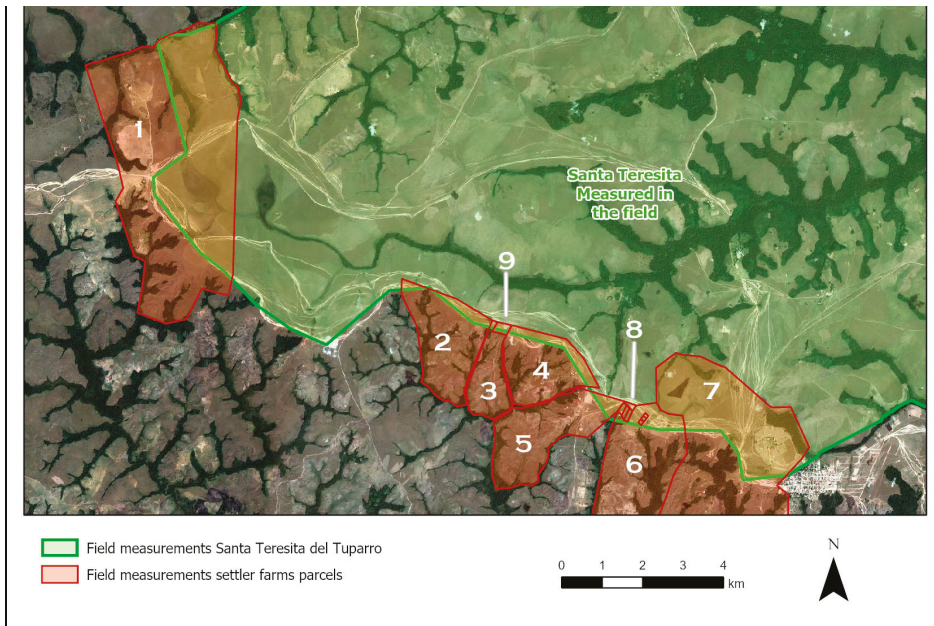 1
Santa Teresita
Measured in
the field
9
8
2
4
7
3
5
6
Field measurements Santa Teresita del Tuparro
Field measurements settler farms parcels
0 1 2 3 4
km
N